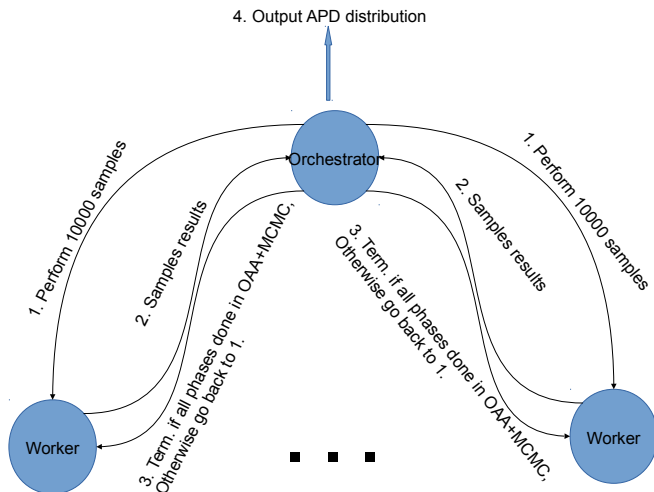 4. Output APD distribution
Orchestrator
1. Perform 10000 samples
2. Samples results
3. Term. if all phases done in OAA+MCMC,
Otherwise go back to 1.
1. Perform 10000 samples
2. Samples results
3. Term. if all phases done in OAA+MCMC,
Otherwise go back to 1.
Worker
Worker